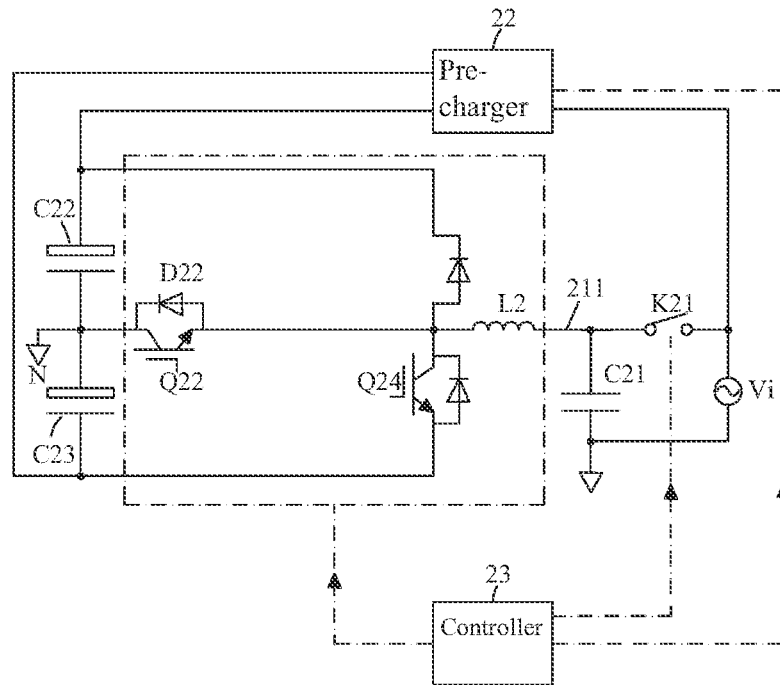 22
Pre-
charger
C22
D22
L2
211
K21
N
Q22
Q24
C21
Vi
C23
23
Controller